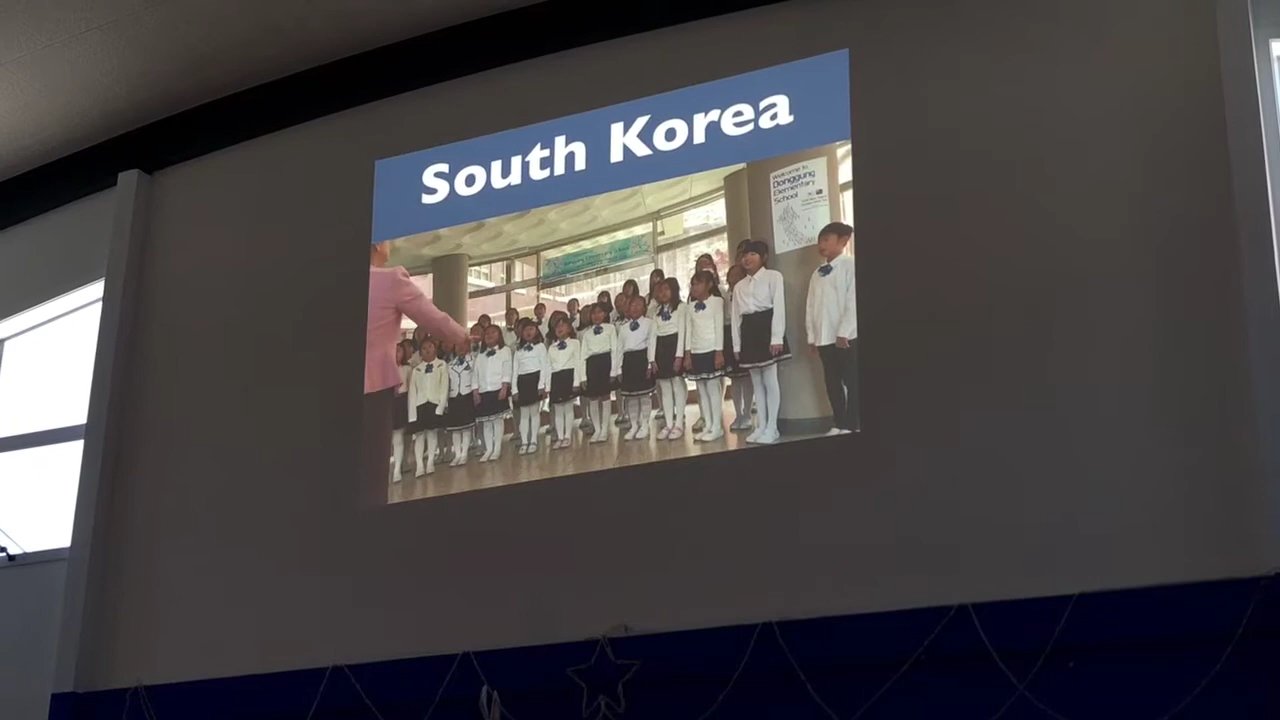 South Korea
Welcome to
Donggung
Elementary
School